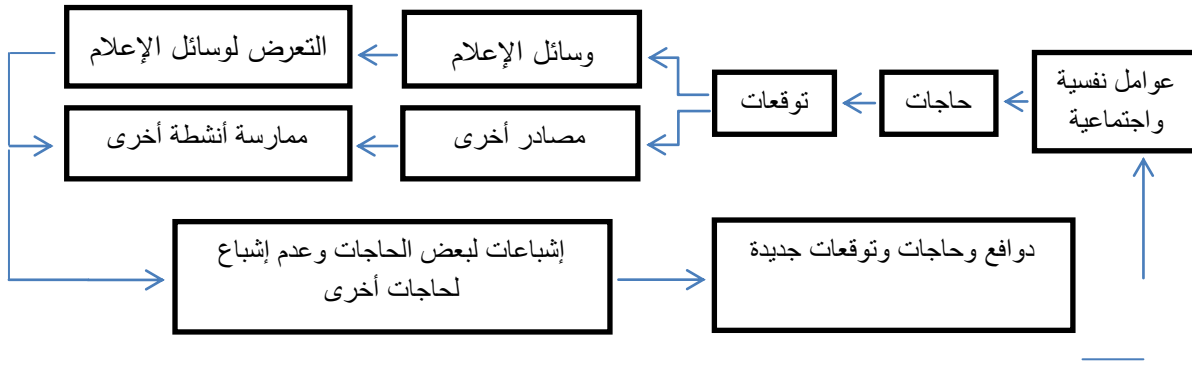 عوامل نفسية
واجتماعية
حاجات
توقعات
وسائل الإعلام
التعرض لوسائل الإعلام
مصادر أخرى
ممارسة أنشطة أخرى
إشباعات لبعض الحاجات وعدم إشباع
لحاجات أخرى
دوافع وحاجات وتوقعات جديدة